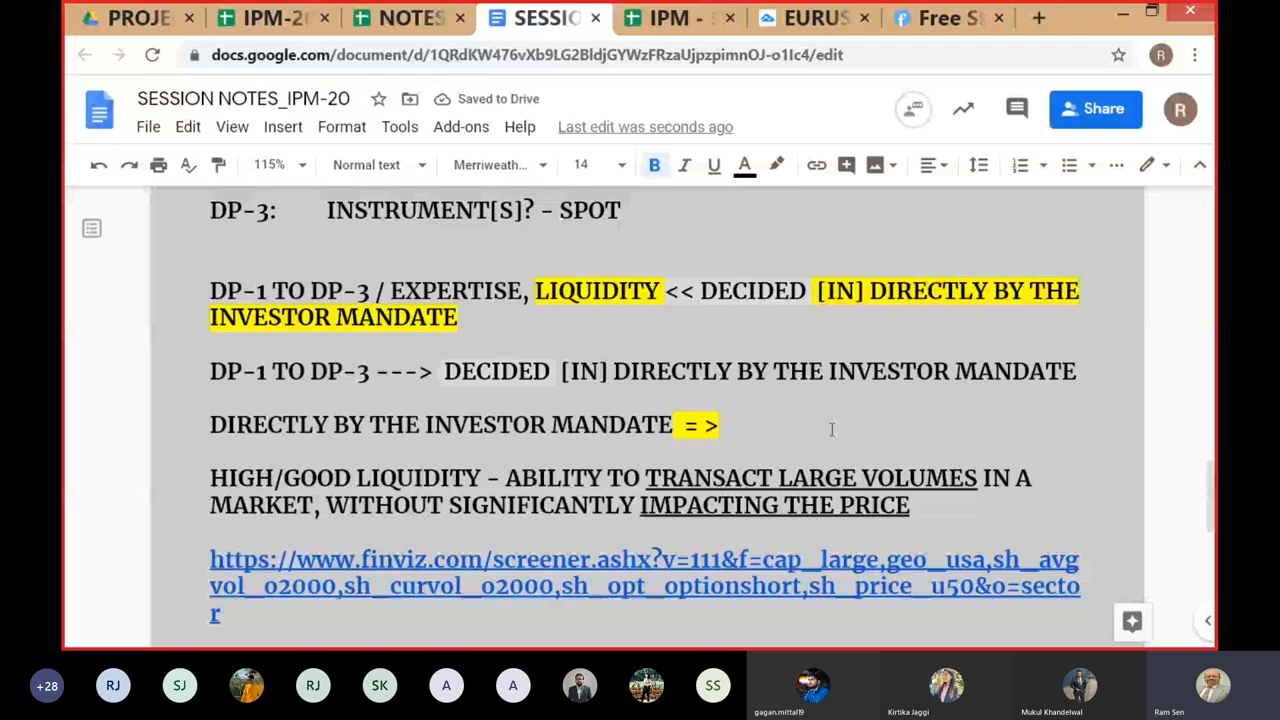 PROJE
IPM-20
NOTES
SESSIO
IPM - S
EURUS
Free S
docs.google.com/document/d/1QRdKW476vXb9LG2BldjGYWzFRzaUjpzpimnOJ-o1Ic4/edit
R
SESSION NOTES_IPM-20
Saved to Drive
Share
R
File Edit View Insert Format Tools Add-ons Help Last edit was seconds ago
115% Normal text Merriweath... 14 B I U A
DP-3: INSTRUMENT[S]? - SPOT
DP-1 TO DP-3 / EXPERTISE, LIQUIDITY << DECIDED [IN] DIRECTLY BY THE
INVESTOR MANDATE
DP-1 TO DP-3 ---> DECIDED [IN] DIRECTLY BY THE INVESTOR MANDATE
DIRECTLY BY THE INVESTOR MANDATE = >
HIGH/GOOD LIQUIDITY - ABILITY TO TRANSACT LARGE VOLUMES IN A
MARKET, WITHOUT SIGNIFICANTLY IMPACTING THE PRICE
https://www.finviz.com/screener.ashx?v=111&f=cap_large,geo_usa,sh_avg
vol_o2000,sh_curvol_o2000,sh_opt_optionshort,sh_price_u50&o=secto
r
+28 RJ SJ RJ SK A A SS
gagan.mittal19 Kirtika Jaggi Mukul Khandelwal Ram Sen